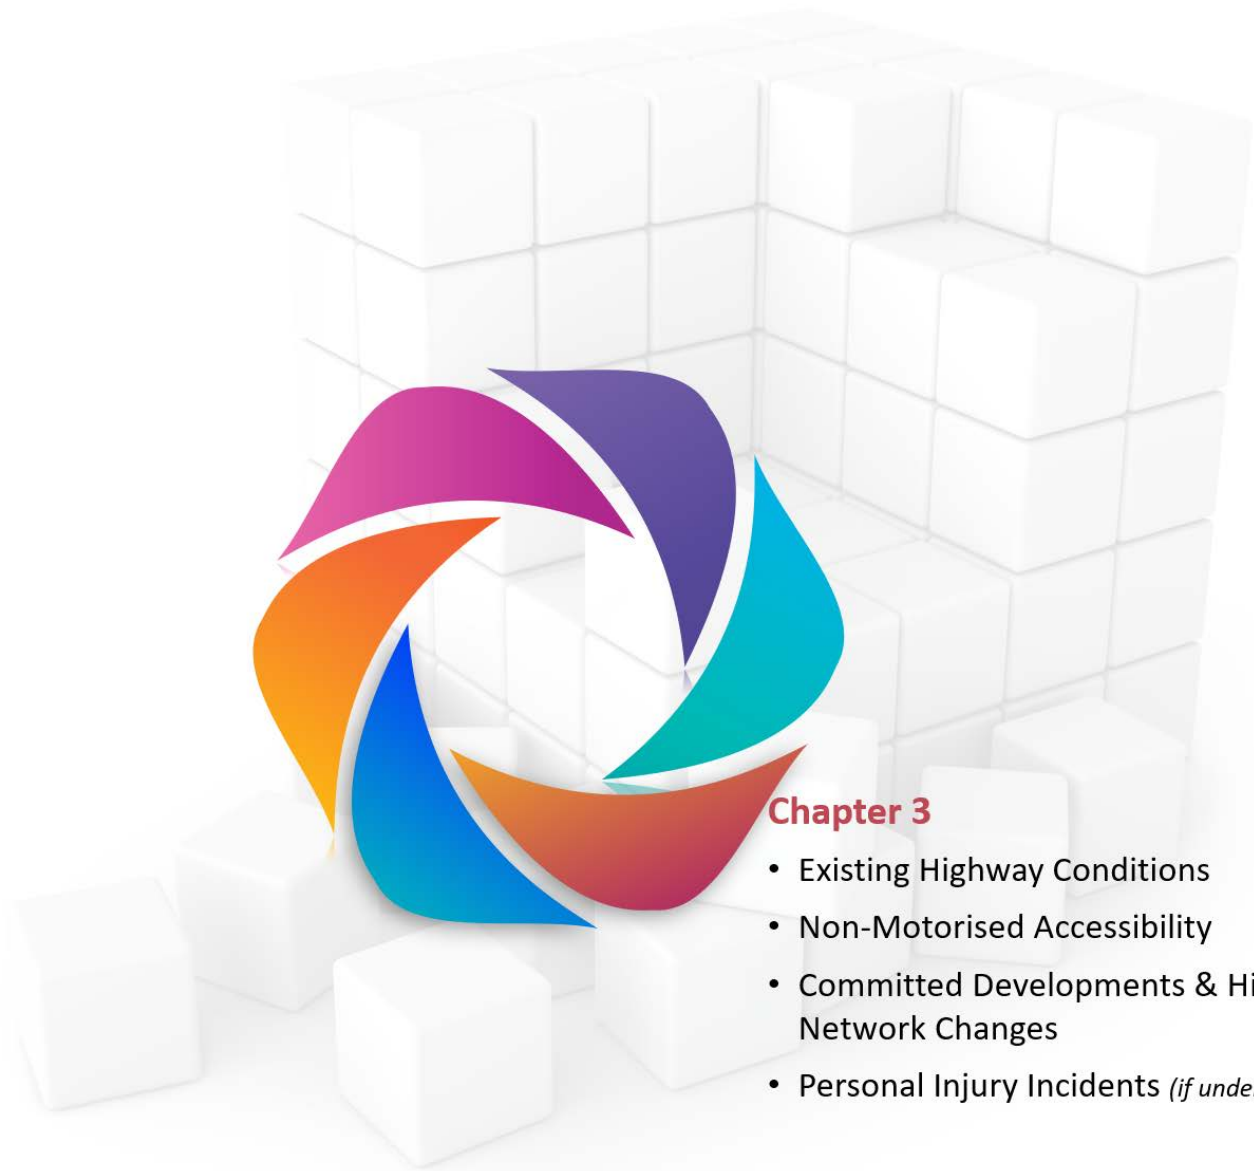 Chapter 3
• Existing Highway Conditions
• Non-Motorised Accessibility
• Committed Developments &
Network Changes
• Personal Injury Incidents (if